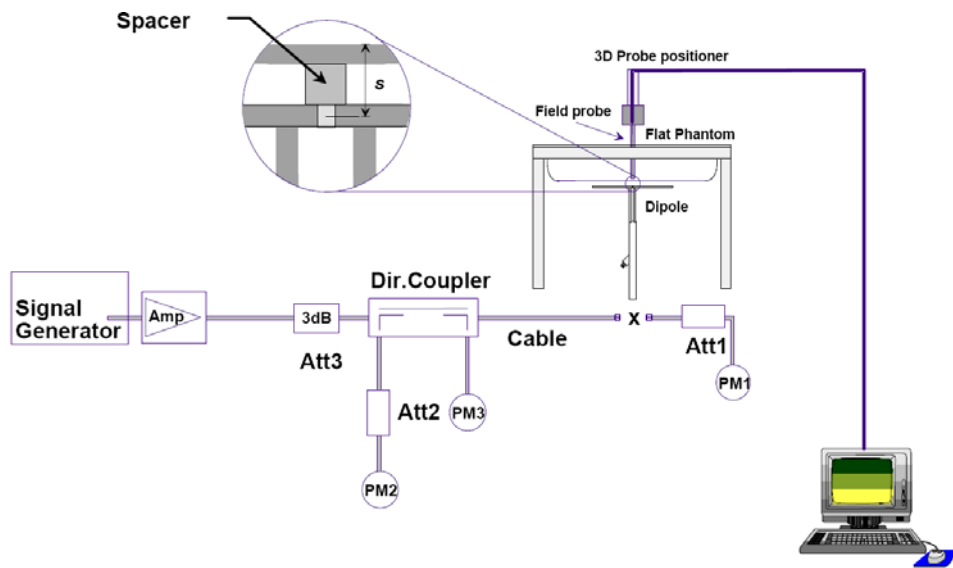 Spacer
s
3D Probe positioner
Field probe
Flat Phantom
Dipole
Signal
Generator
Amp
3dB
Att3
Dir.Coupler
Cable
x
Att1
PM1
Att2
PM3
PM2